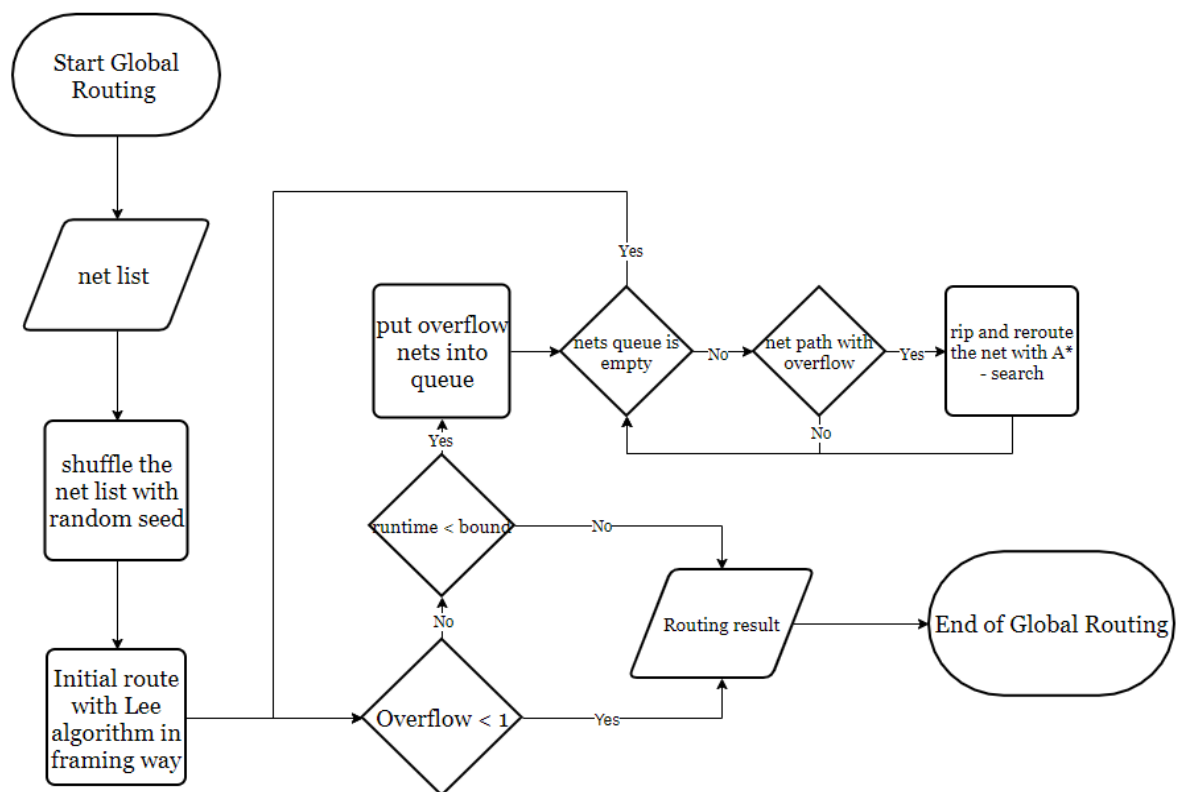 Start Global
Routing
net list
shuffle the
net list with
random seed
Initial route
with Lee
algorithm in
framing way
Overflow < 1
No
Yes
runtime < bound
Yes
No
put overflow
nets into
queue
nets queue is
empty
Yes
No
net path with
overflow
Yes
No
rip and reroute
the net with A*
- search
Routing result
End of Global Routing